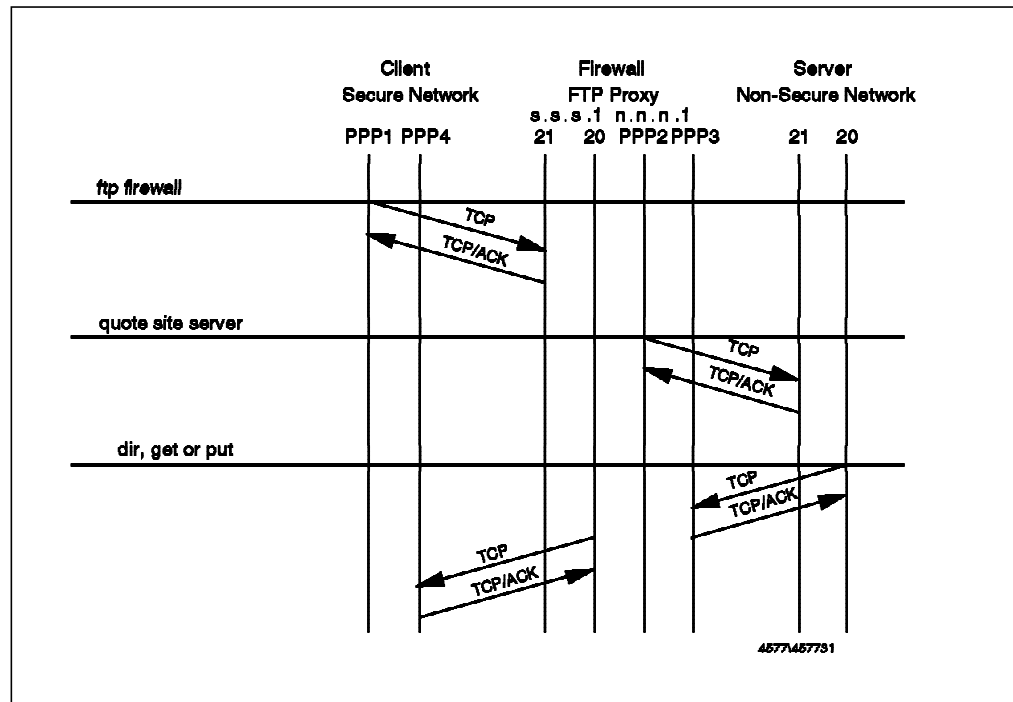 Client Firewall Server
Secure Network FTP Proxy Non-Secure Network
s.s.s.1 n.n.n.1
PPP1 PPP4 21 20 PPP2 PPP3 21 20
ftp firewall
TCP
TCP/ACK
quote site server
TCP
TCP/ACK
dir, get or put
TCP
TCP/ACK
TCP
TCP/ACK
4577\457731